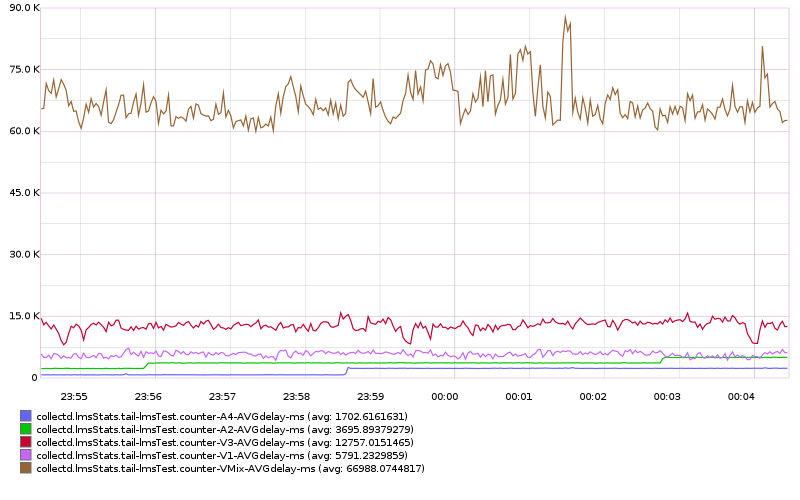 90.0 K
75.0 K
60.0 K
45.0 K
30.0 K
15.0 K
0
23:55 23:56 23:57 23:58 23:59 00:00 00:01 00:02 00:03 00:04
collectd.lmsStats.tail-lmsTest.counter-A4-AVGdelay-ms (avg: 1702.6161631)
collectd.lmsStats.tail-lmsTest.counter-A2-AVGdelay-ms (avg: 3695.89379279)
collectd.lmsStats.tail-lmsTest.counter-V3-AVGdelay-ms (avg: 12757.0151465)
collectd.lmsStats.tail-lmsTest.counter-V1-AVGdelay-ms (avg: 5791.2329859)
collectd.lmsStats.tail-lmsTest.counter-VMix-AVGdelay-ms (avg: 66988.0744817)